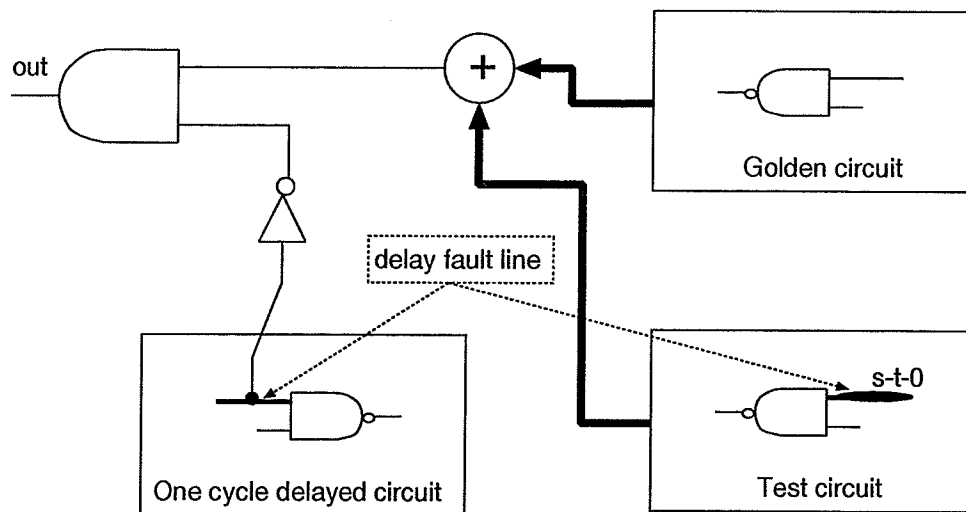 out
+
Golden circuit
delay fault line
s-t-0
One cycle delayed circuit
Test circuit